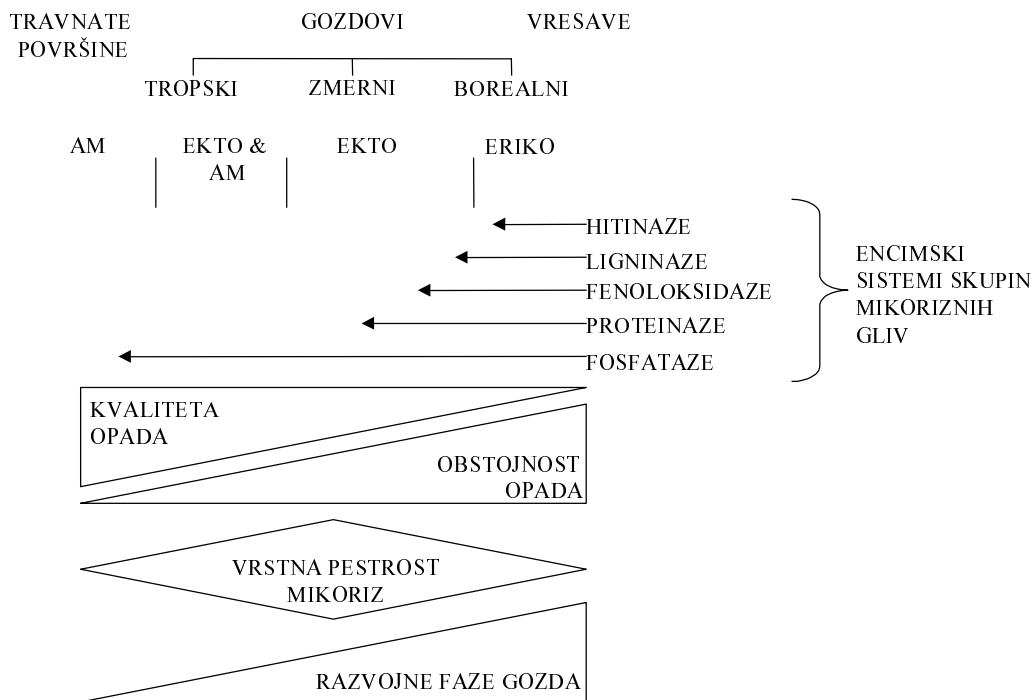 TRAVNATE
POVRŠINE
GOZDOVI
VRESAVE
TROPSKI
ZMERNI
BOREALNI
AM
EKTO &
AM
EKTO
ERIKO
HITINAZE
LIGNINAZE
FENOLOKSIDAZE
PROTEINAZE
FOSFATAZE
ENCIMSKI
SISTEMI SKUPIN
MIKORIZNIH
GLIV
KVALITETA
OPADA
OBSTOJNOST
OPADA
VRSTNA PESTROST
MIKORIZ
RAZVOJNE FAZE GOZDA